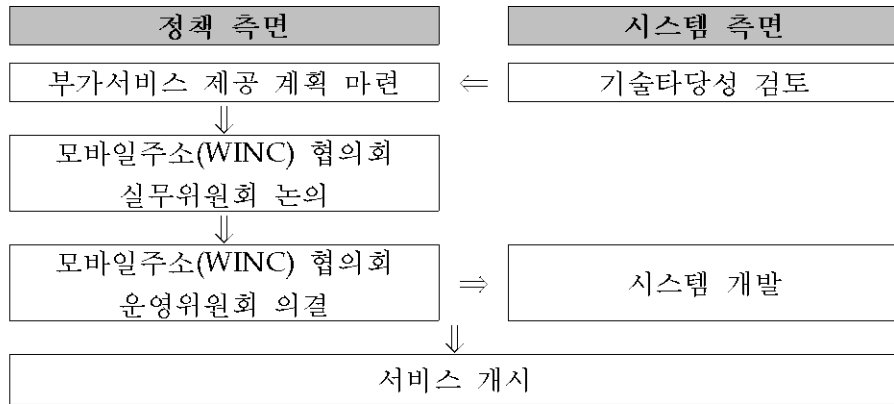 정책 측면
시스템 측면
부가서비스 제공 계획 마련
⇐
기술타당성 검토
⇓
모바일주소(WINC) 협의회
실무위원회 논의
⇓
모바일주소(WINC) 협의회
운영위원회 의결
⇒
시스템 개발
⇓
서비스 개시